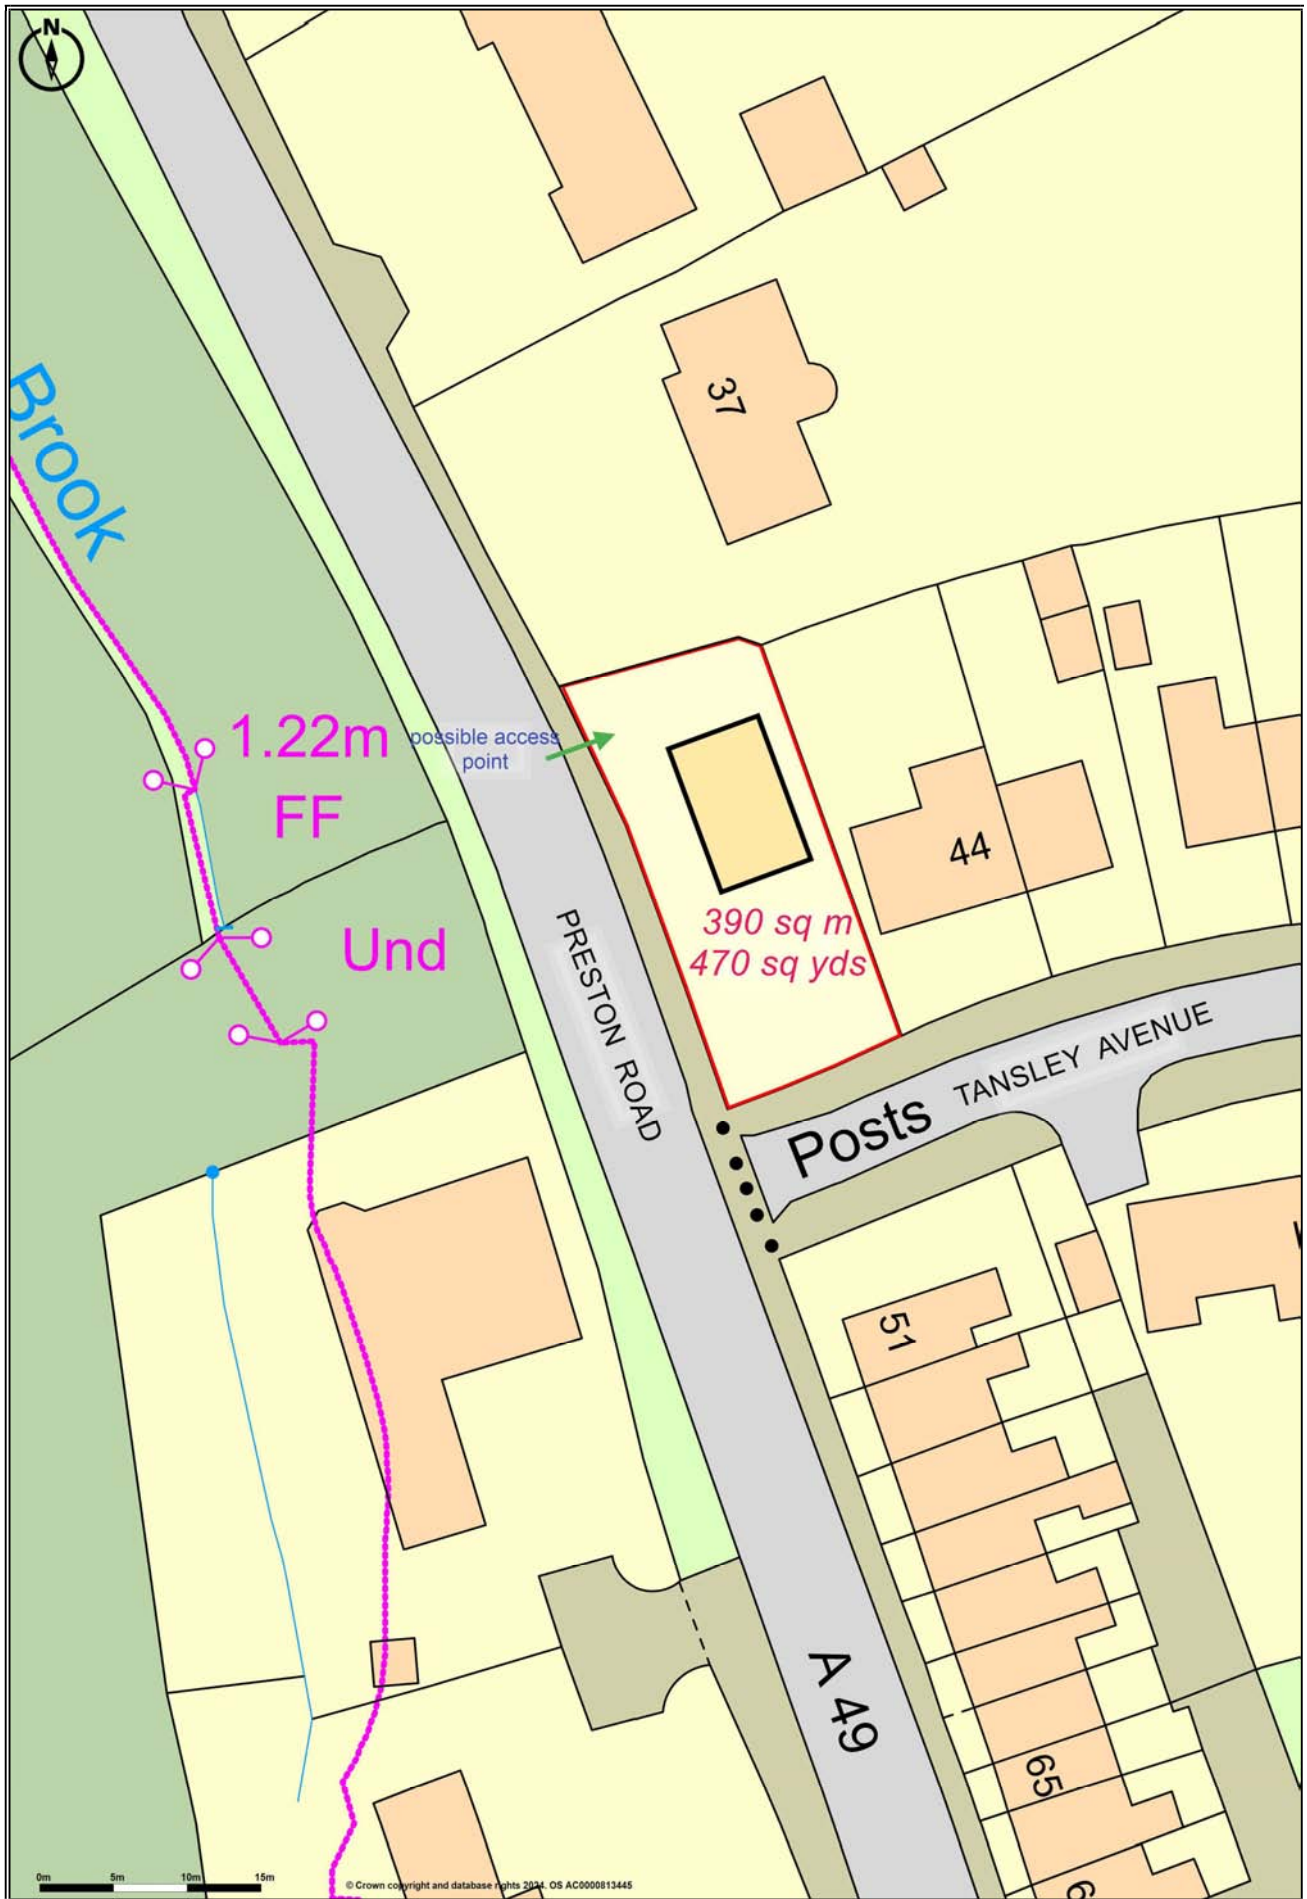 N
37
Brook
1.22m
FF
possible access
point
44
390 sq m
470 sq yds
Und
PRESTON ROAD
TANSLEY AVENUE
Posts
51
A 49
65
0m 5m 10m 15m
© Crown copyright and database rights 2024. OS AC0000813445